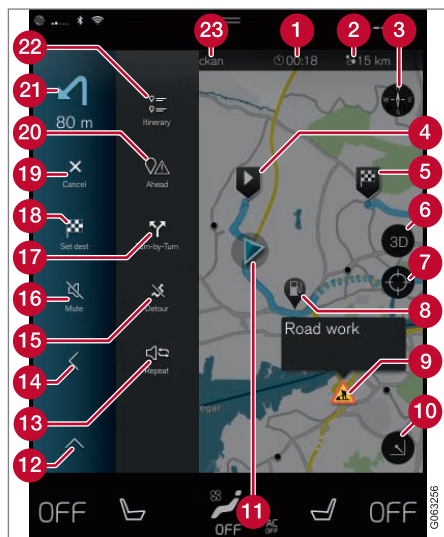 23 1 2 3
ckan 00:18 15 km
22
21
80 m
Itinerary
W E
4
5
20
19
Cancel
Ahead
6
3D
18
Set dest
17
Turn-by-Turn
7
16
Mute
15
Detour
8
Road work
14
13
Repeat
9
egat
10
12
11
OFF OFF AC OFF OFF
G063256